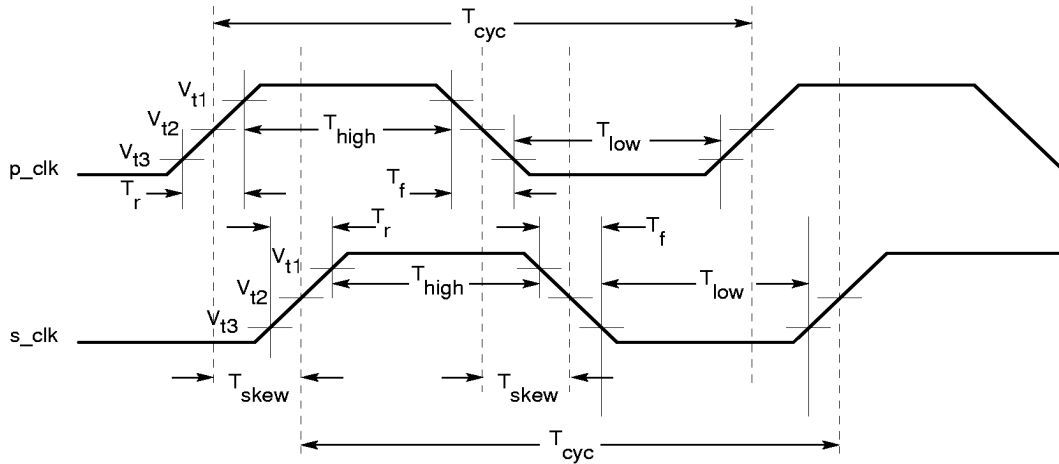 T_cyc
V_t1
V_t2
T_high
T_low
V_t3
p_clk
T_r
T_f
T_r
T_f
V_t1
T_high
T_low
V_t2
V_t3
s_clk
T_skew
T_skew
T_cyc